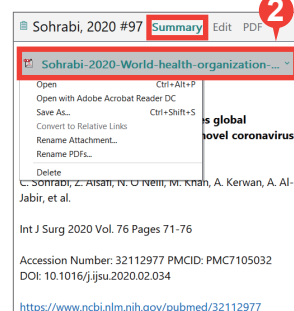 2
Sohrabi, 2020 #97 Summary Edit PDF
Sohrabi-2020-World-health-organization-...
Open Ctrl+Alt+P
Open with Adobe Acrobat Reader DC
Save As... Ctrl+Shift+S
Convert to Relative Links
Rename Attachment...
Rename PDFs...
Delete
es global
novel coronavirus
C. Sohrabi, Z. Alsafi, N. O'Neill, M. Khan, A. Kerwan, A. Al-
Jabir, et al.
Int J Surg 2020 Vol. 76 Pages 71-76
Accession Number: 32112977 PMCID: PMC7105032
DOI: 10.1016/j.ijsu.2020.02.034
https://www.ncbi.nlm.nih.gov/pubmed/32112977